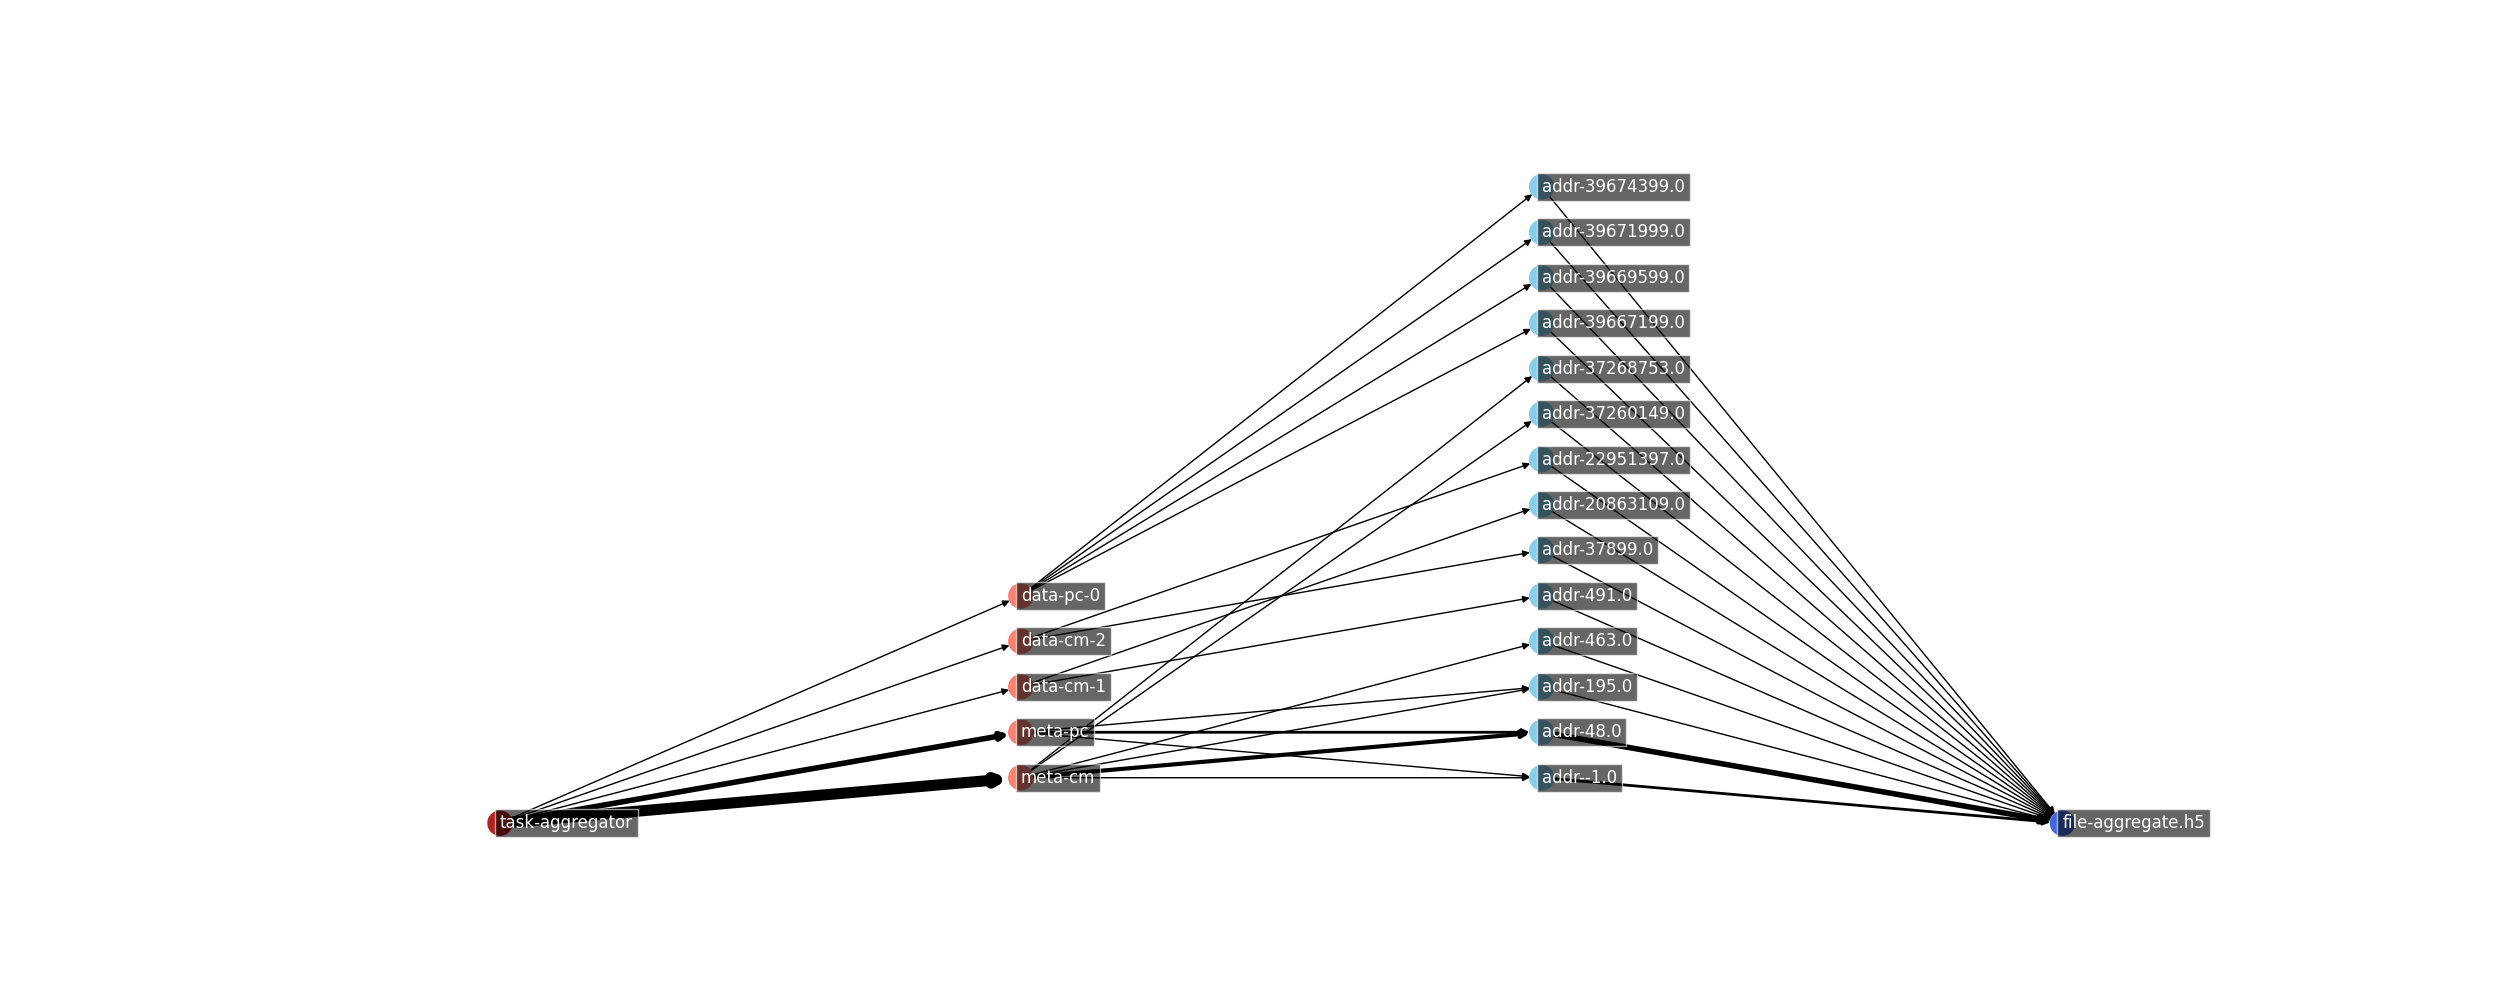 addr-39674399.0
addr-39671999.0
addr-39669599.0
addr-39667199.0
addr-37268753.0
addr-37260149.0
addr-22951397.0
addr-20863109.0
addr-37899.0
data-pc-0
addr-491.0
data-cm-2
addr-463.0
data-cm-1
addr-195.0
meta-pc
addr-48.0
meta-cm
addr--1.0
task-aggregator
file-aggregate.h5